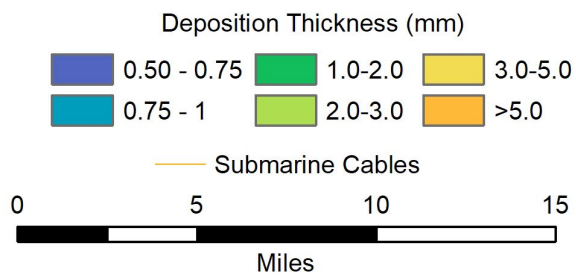 Deposition Thickness (mm)
0.50 - 0.75 1.0-2.0 3.0-5.0
0.75 - 1 2.0-3.0 >5.0
Submarine Cables
0 5 10 15
Miles